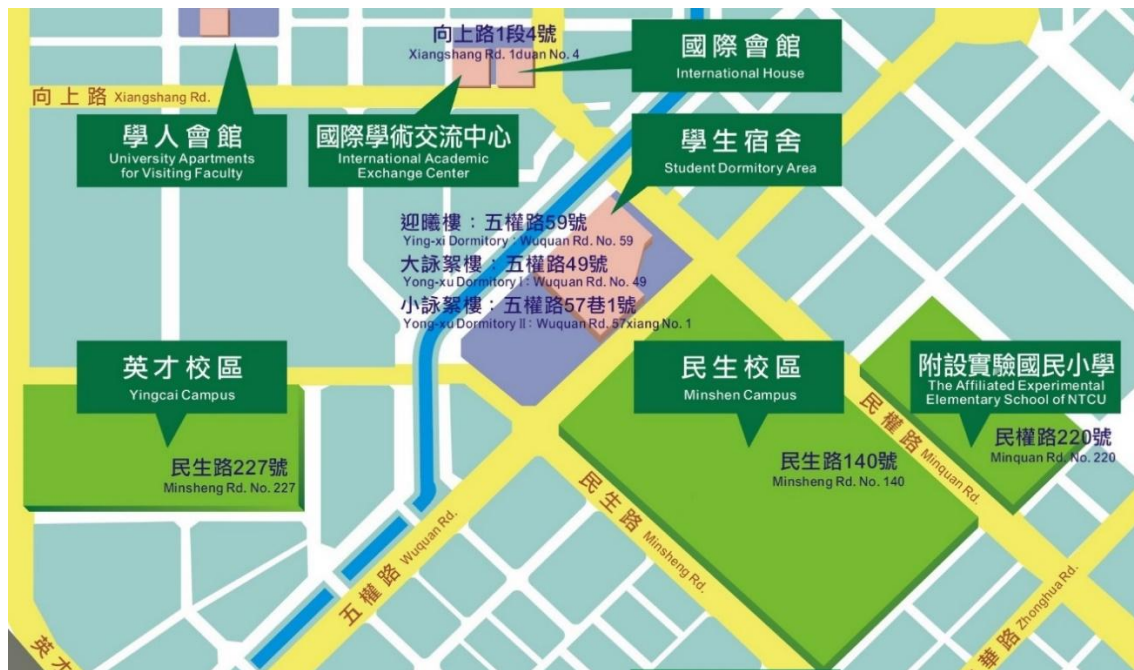 向上路1段4號
Xiangshang Rd. 1duan No. 4
國際會館
International House
向上路 Xiangshang Rd.
學人會館
University Apartments
for Visiting Faculty
國際學術交流中心
International Academic
Exchange Center
學生宿舍
Student Dormitory Area
迎曦樓：五權路59號
Ying-xi Dormitory：Wuquan Rd. No. 59
大詠絮樓：五權路49號
Yong-xu Dormitory I：Wuquan Rd. No. 49
小詠絮樓：五權路57巷1號
Yong-xu Dormitory II：Wuquan Rd. 57xiang No. 1
英才校區
Yingcai Campus
民生路227號
Minsheng Rd. No. 227
民生校區
Minshen Campus
民生路140號
Minsheng Rd. No. 140
附設實驗國民小學
The Affiliated Experimental
Elementary School of NTCU
民權路220號
Minquan Rd. No. 220
民權路 Minquan Rd.
民生路 Minsheng Rd.
五權路 Wuquan Rd.
華路 Zhonghua Rd.
英才